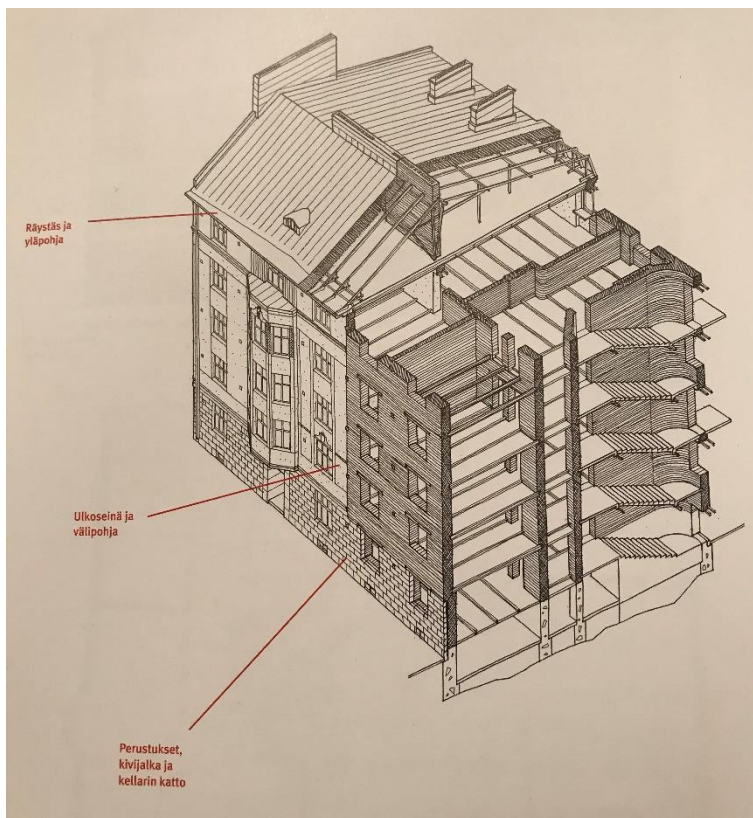 Räystäs ja
yläpohja
Ulkoseinä ja
välipohja
Perustukset,
kivijalka ja
kellarin katto